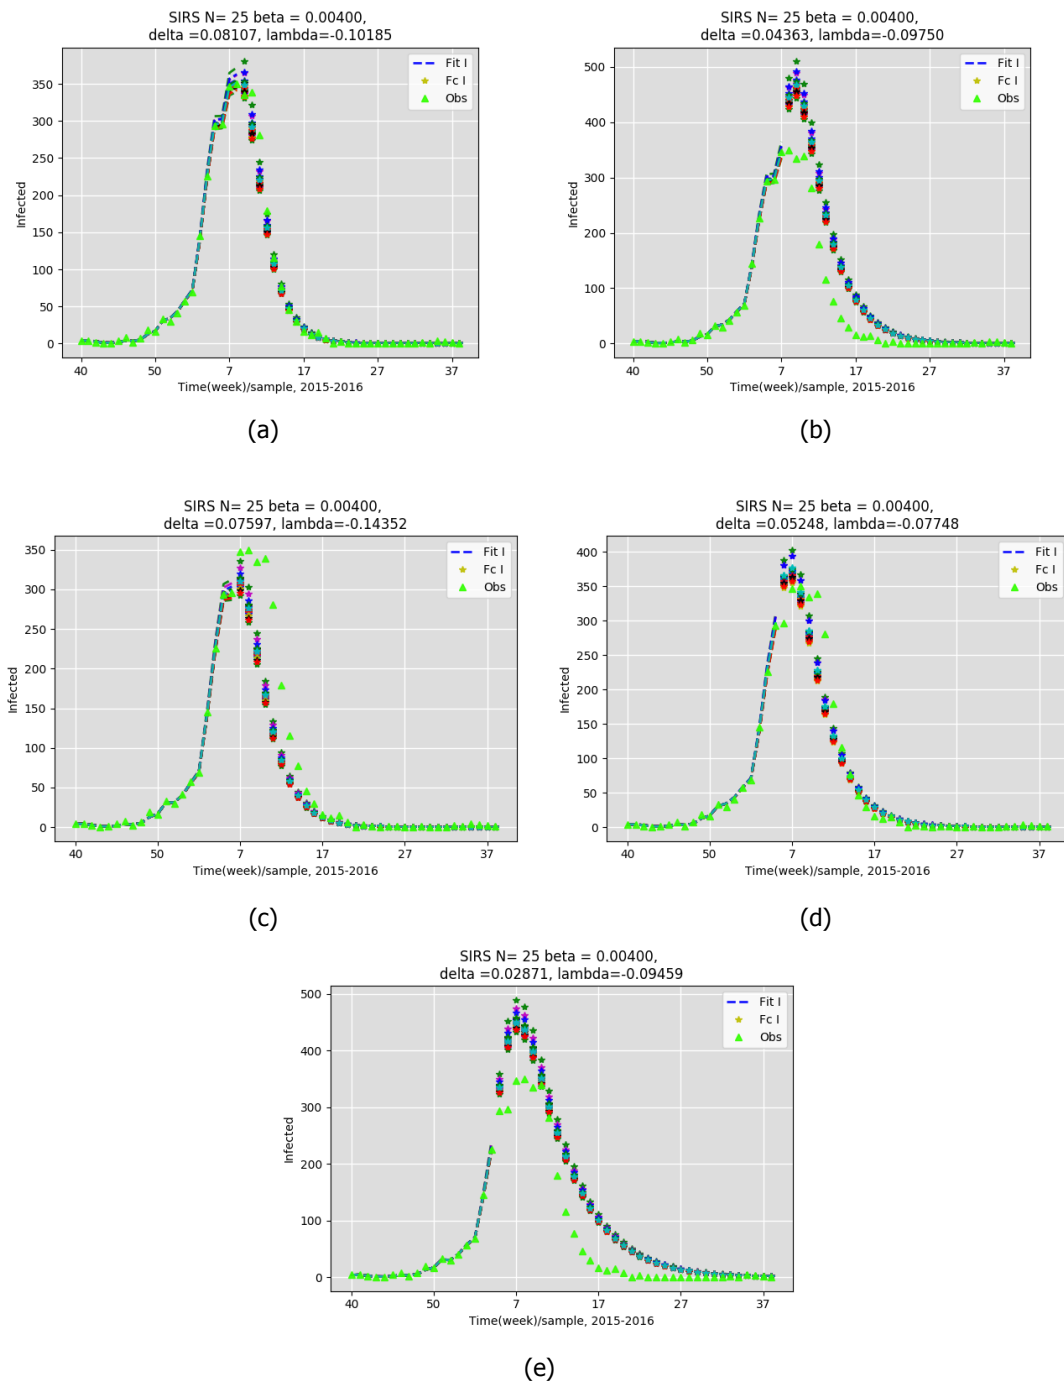 SIRS N= 25 beta = 0.00400,
delta =0.08107, lambda=-0.10185
350
300
250
200
150
100
50
0
Infected
Fit I
Fc I
Obs
40 50 7 17 27 37
Time(week)/sample, 2015-2016
(a)
SIRS N= 25 beta = 0.00400,
delta =0.04363, lambda=-0.09750
500
400
300
200
100
0
Infected
Fit I
Fc I
Obs
40 50 7 17 27 37
Time(week)/sample, 2015-2016
(b)
SIRS N= 25 beta = 0.00400,
delta =0.07597, lambda=-0.14352
350
300
250
200
150
100
50
0
Infected
Fit I
Fc I
Obs
40 50 7 17 27 37
Time(week)/sample, 2015-2016
(c)
SIRS N= 25 beta = 0.00400,
delta =0.05248, lambda=-0.07748
400
350
300
250
200
150
100
50
0
Infected
Fit I
Fc I
Obs
40 50 7 17 27 37
Time(week)/sample, 2015-2016
(d)
SIRS N= 25 beta = 0.00400,
delta =0.02871, lambda=-0.09459
500
400
300
200
100
0
Infected
Fit I
Fc I
Obs
40 50 7 17 27 37
Time(week)/sample, 2015-2016
(e)